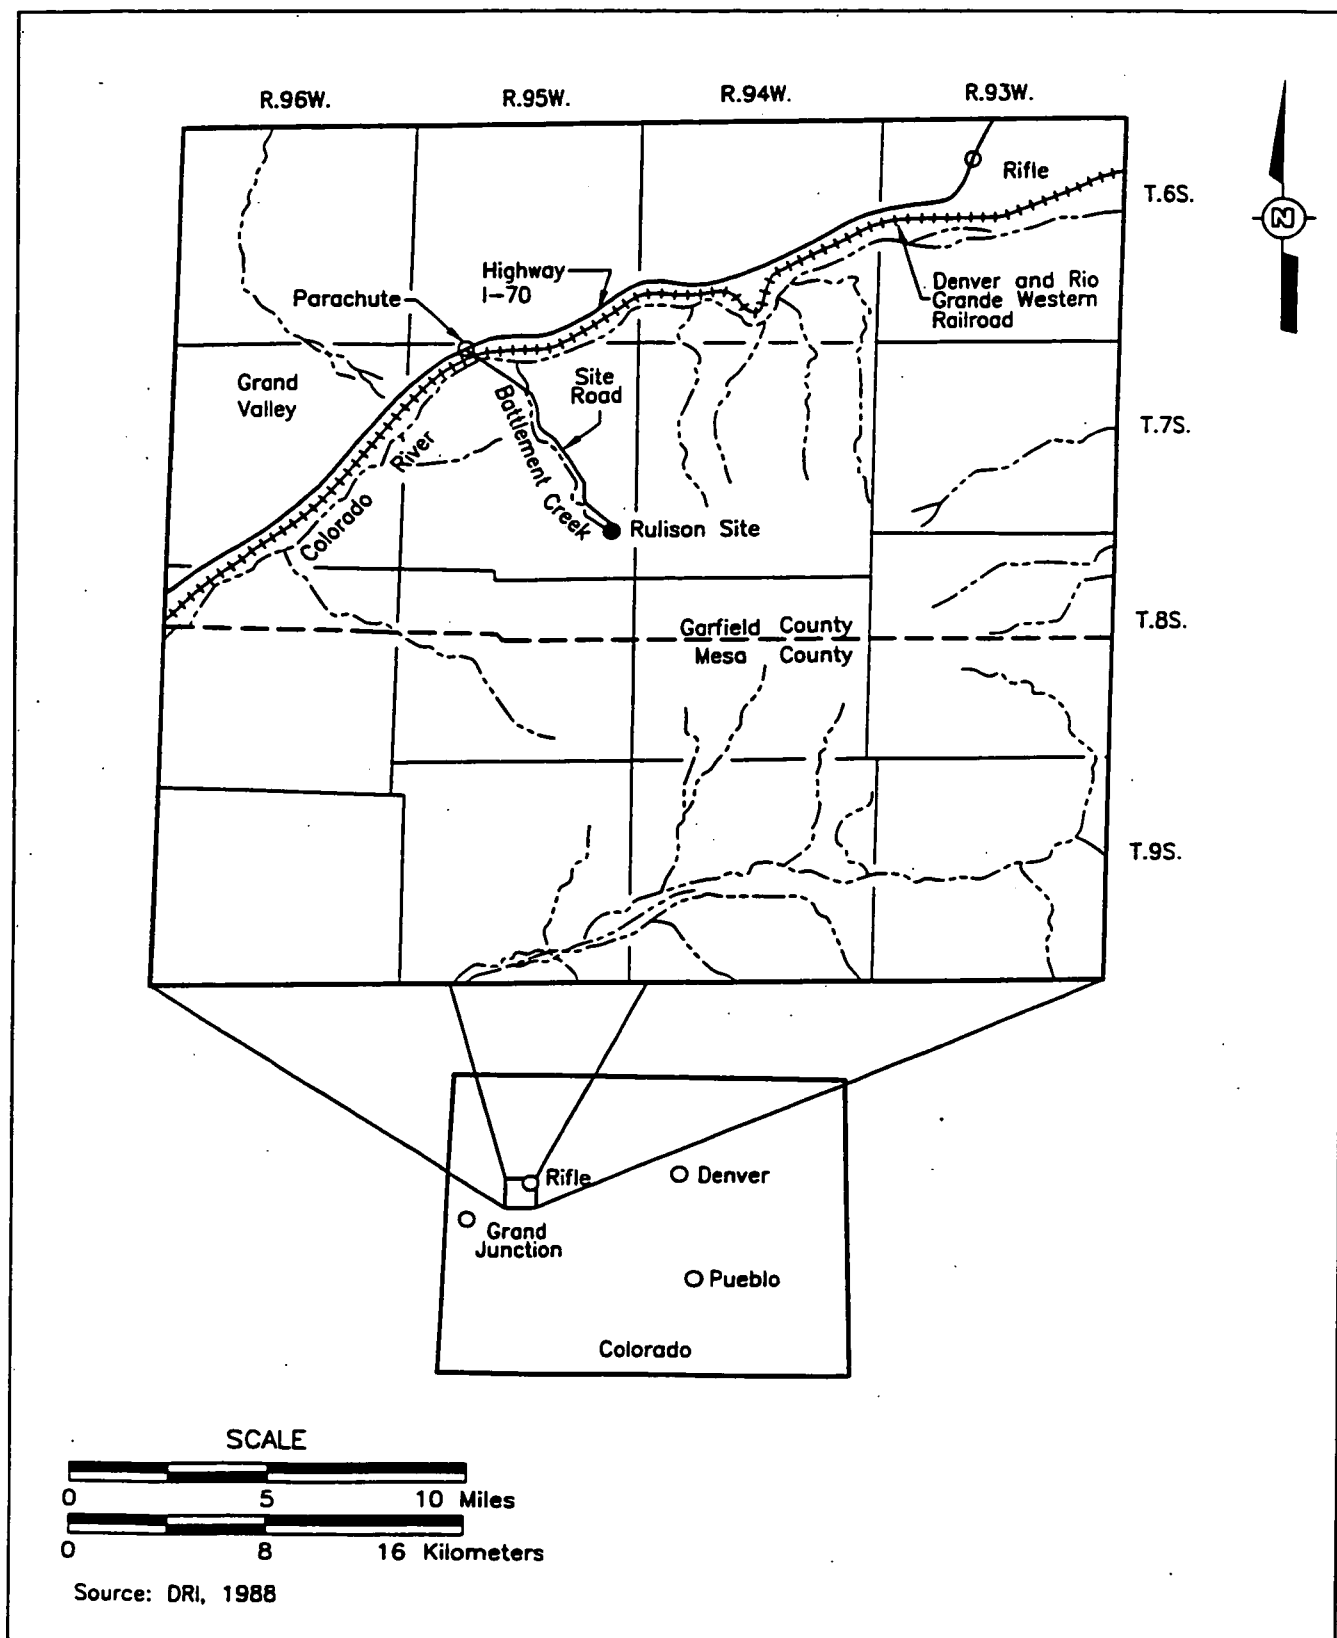 R.96W. R.95W. R.94W. R.93W.
Rifle
T.6S.
N
Highway
I-70
Parachute
Denver and Rio
Grande Western
Railroad
Grand
Valley
Site
Road
T.7S.
Battlement Creek
Colorado River
Rulison Site
Garfield County
Mesa County
T.8S.
T.9S.
Rifle
Denver
Grand
Junction
Pueblo
Colorado
SCALE
0 5 10 Miles
0 8 16 Kilometers
Source: DRI, 1988